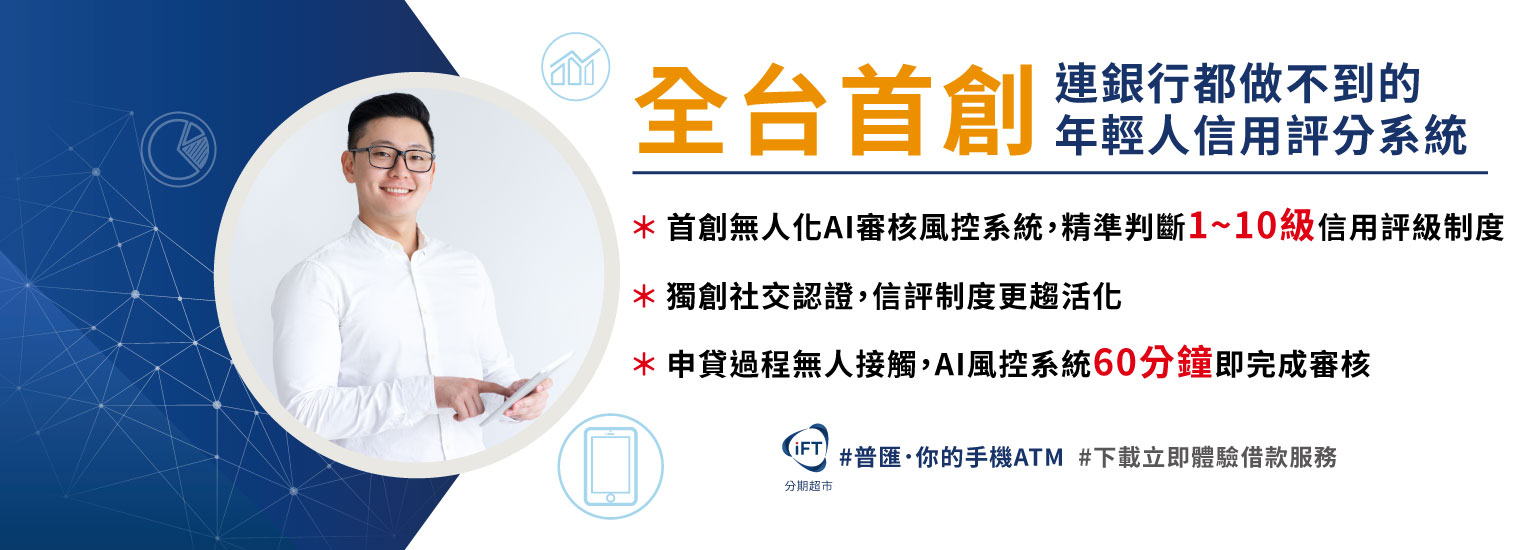 全台首創
連銀行都做不到的
年輕人信用評分系統
＊ 首創無人化AI審核風控系統，精準判斷1~10級信用評級制度
＊ 獨創社交認證，信評制度更趨活化
＊ 申貸過程無人接觸，AI風控系統60分鐘即完成審核
iFT
分期超市
#普匯·你的手機ATM #下載立即體驗借款服務